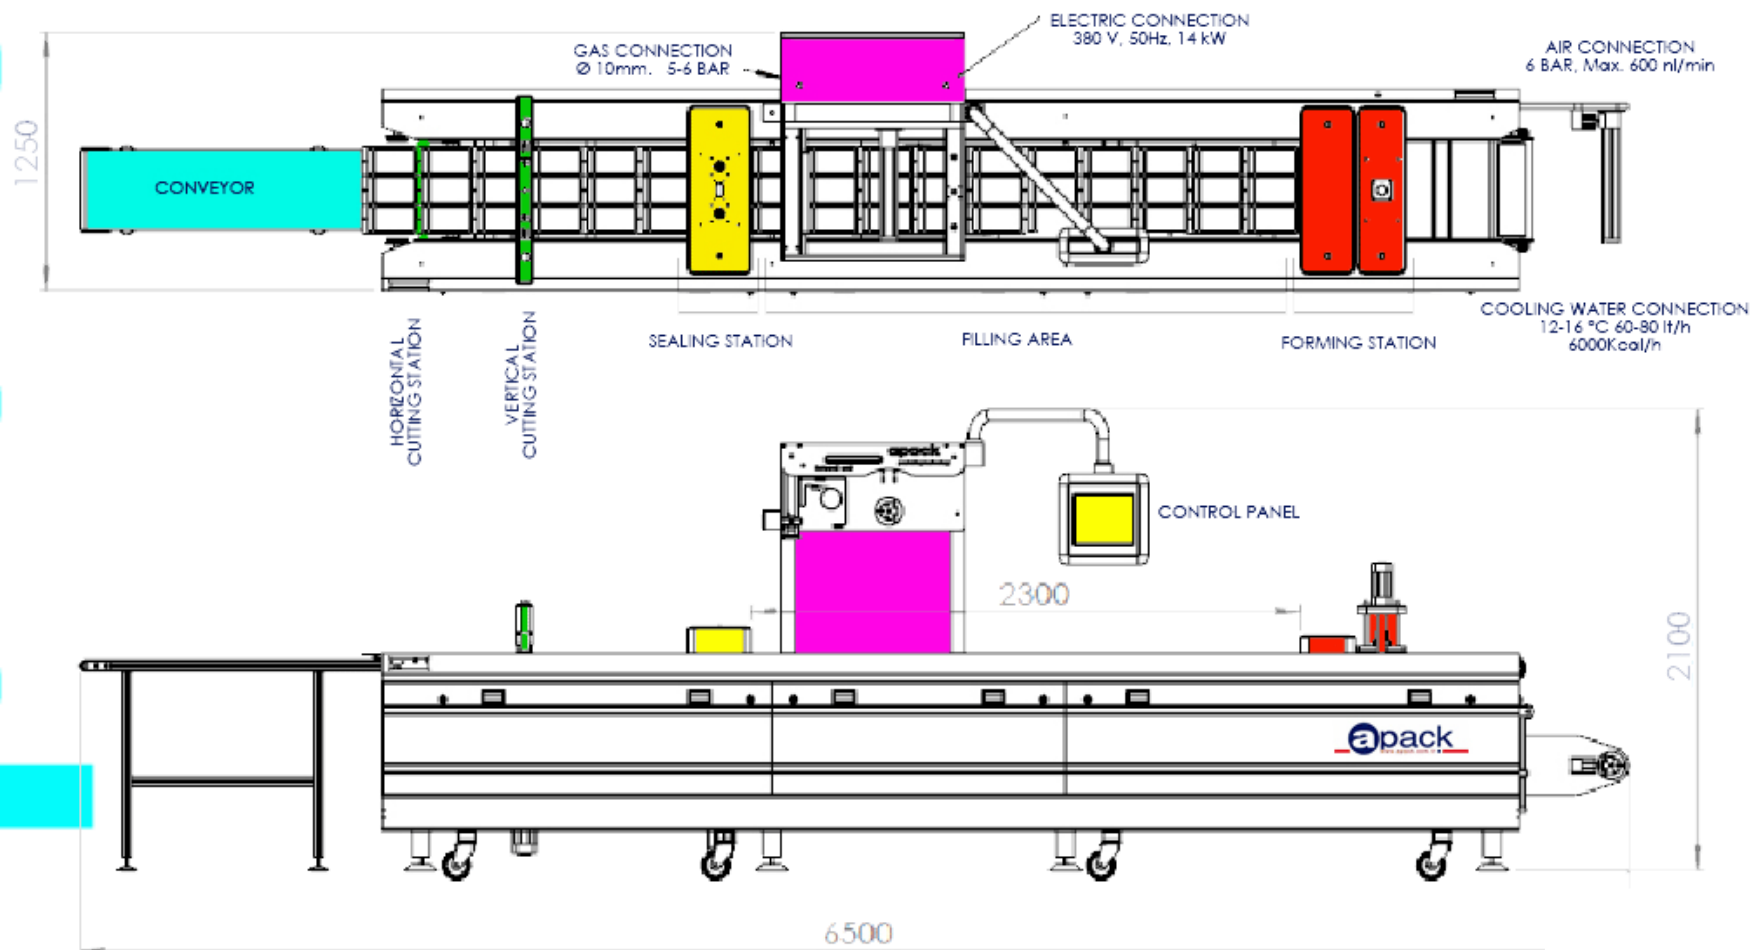 ELECTRIC CONNECTION
380 V, 50Hz, 14 kW
GAS CONNECTION
Ø 10mm. 5-6 BAR
AIR CONNECTION
6 BAR, Max. 600 nl/min
1250
CONVEYOR
COOLING WATER CONNECTION
12-16 °C 60-80 lt/h
6000Kcal/h
SEALING STATION
FILLING AREA
FORMING STATION
HORIZONTAL
CUTTING STATION
VERTICAL
CUTTING STATION
apack
CONTROL PANEL
2300
2100
apack
6500